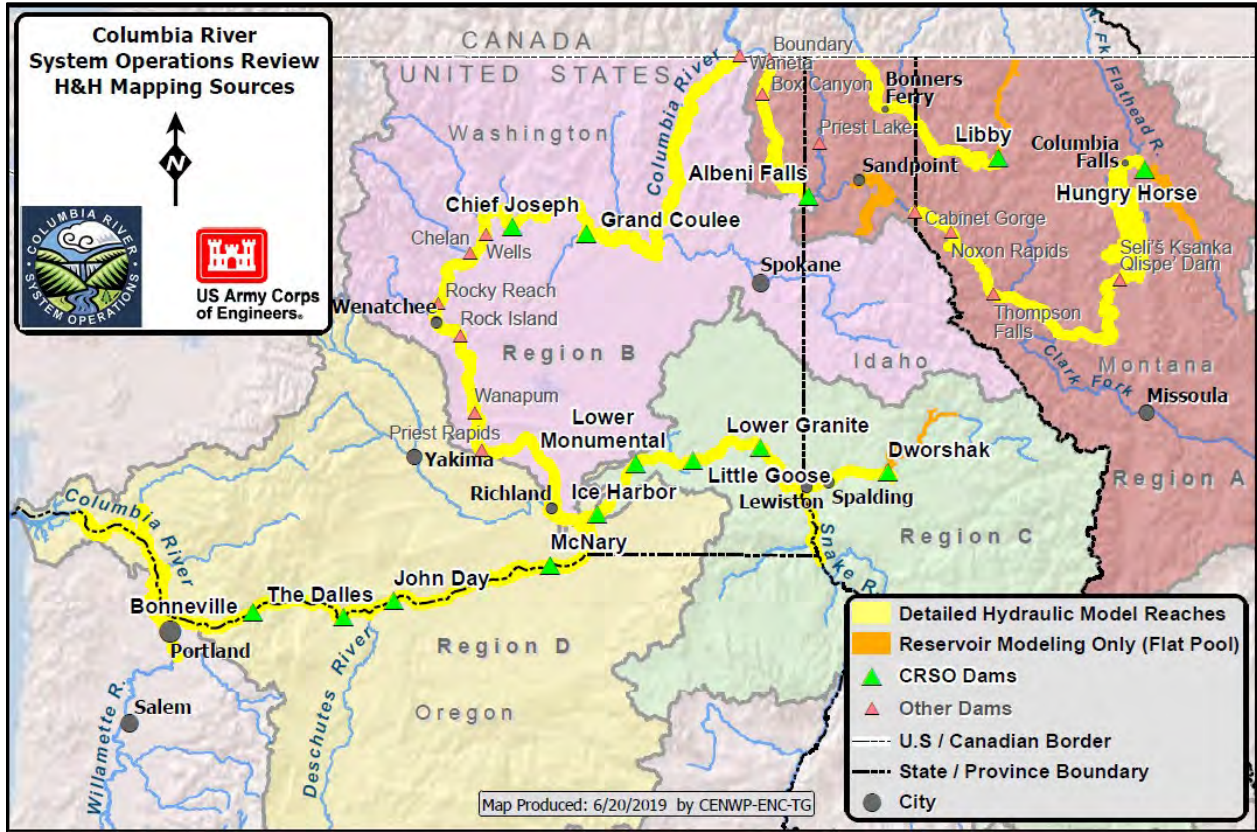 Columbia River
System Operations Review
H&H Mapping Sources
N
COLUMBIA RIVER
SYSTEM OPERATIONS
US Army Corps
of Engineers®
CANADA
UNITED STATES
Washington
Columbia River
Boundary
Waneta
Box Canyon
Bonners
Ferry
Priest Lake
Libby
Sandpoint
Albeni Falls
N. Fk Flathead R.
Columbia
Falls
Hungry Horse
Cabinet Gorge
Noxon Rapids
Seli'š Ksanka
Qlispe' Dam
Thompson
Falls
Clark Fork
Montana
Missoula
Region A
Chief Joseph
Grand Coulee
Chelan
Wells
Spokane
Rocky Reach
Wenatchee
Rock Island
Region B
Idaho
Wanapum
Priest Rapids
Yakima
Lower
Monumental
Lower Granite
Dworshak
Richland
Ice Harbor
Little Goose
Lewiston
Spalding
Snake R.
Region C
McNary
Columbia
River
John Day
The Dalles
Bonneville
Portland
Region D
Oregon
Salem
Willamette R.
Deschutes River
Map Produced: 6/20/2019 by CENWP-ENC-TG
Detailed Hydraulic Model Reaches
Reservoir Modeling Only (Flat Pool)
CRSO Dams
Other Dams
U.S / Canadian Border
State / Province Boundary
City